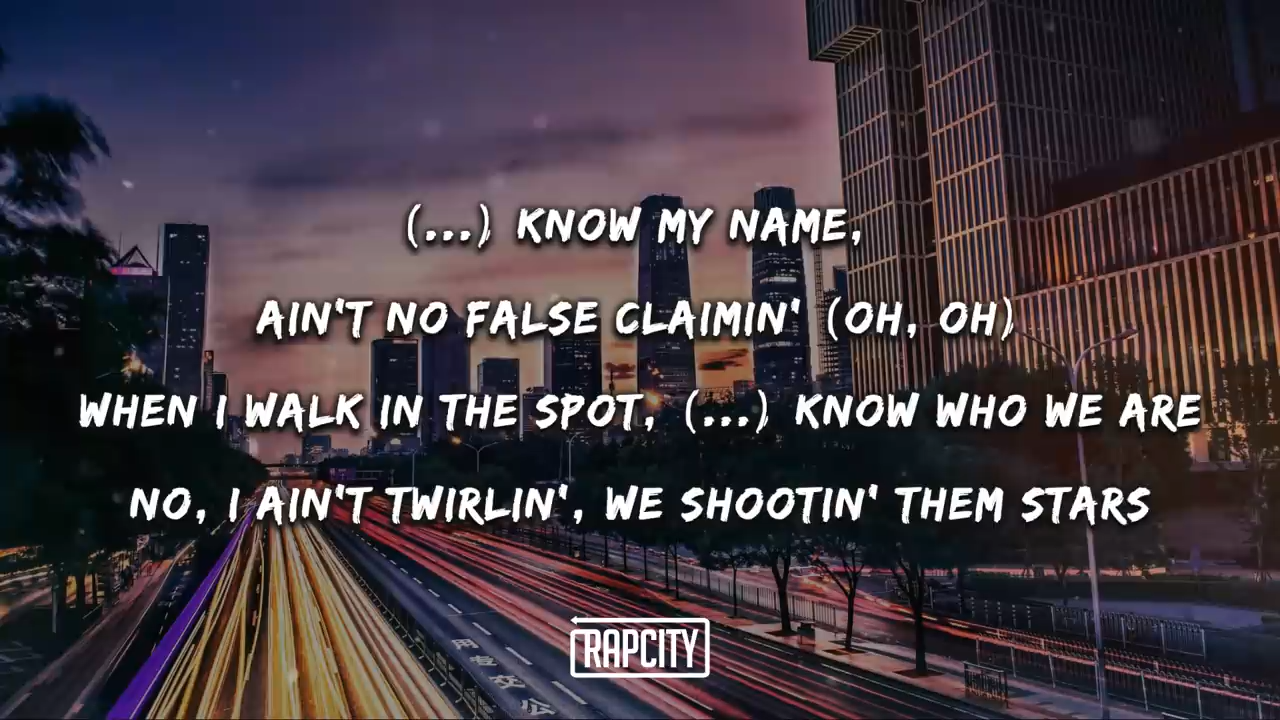 (...) KNOW MY NAME,
AIN'T NO FALSE CLAIMIN' (OH, OH)
WHEN I WALK IN THE SPOT, (...) KNOW WHO WE ARE
NO, I AIN'T TWIRLIN', WE SHOOTIN' THEM STARS
RAPCITY